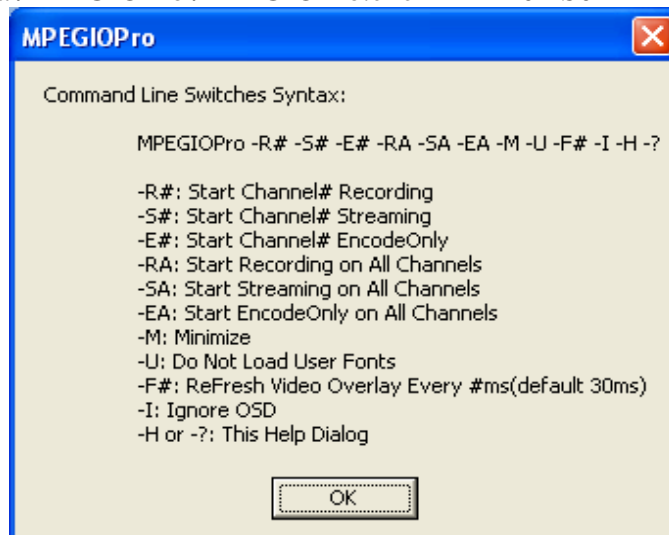 MPEGIOPro
Command Line Switches Syntax:
MPEGIOPro -R# -S# -E# -RA -SA -EA -M -U -F# -I -H -?
-R#: Start Channel# Recording
-S#: Start Channel# Streaming
-E#: Start Channel# EncodeOnly
-RA: Start Recording on All Channels
-SA: Start Streaming on All Channels
-EA: Start EncodeOnly on All Channels
-M: Minimize
-U: Do Not Load User Fonts
-F#: ReFresh Video Overlay Every #ms(default 30ms)
-I: Ignore OSD
-H or -?: This Help Dialog
OK